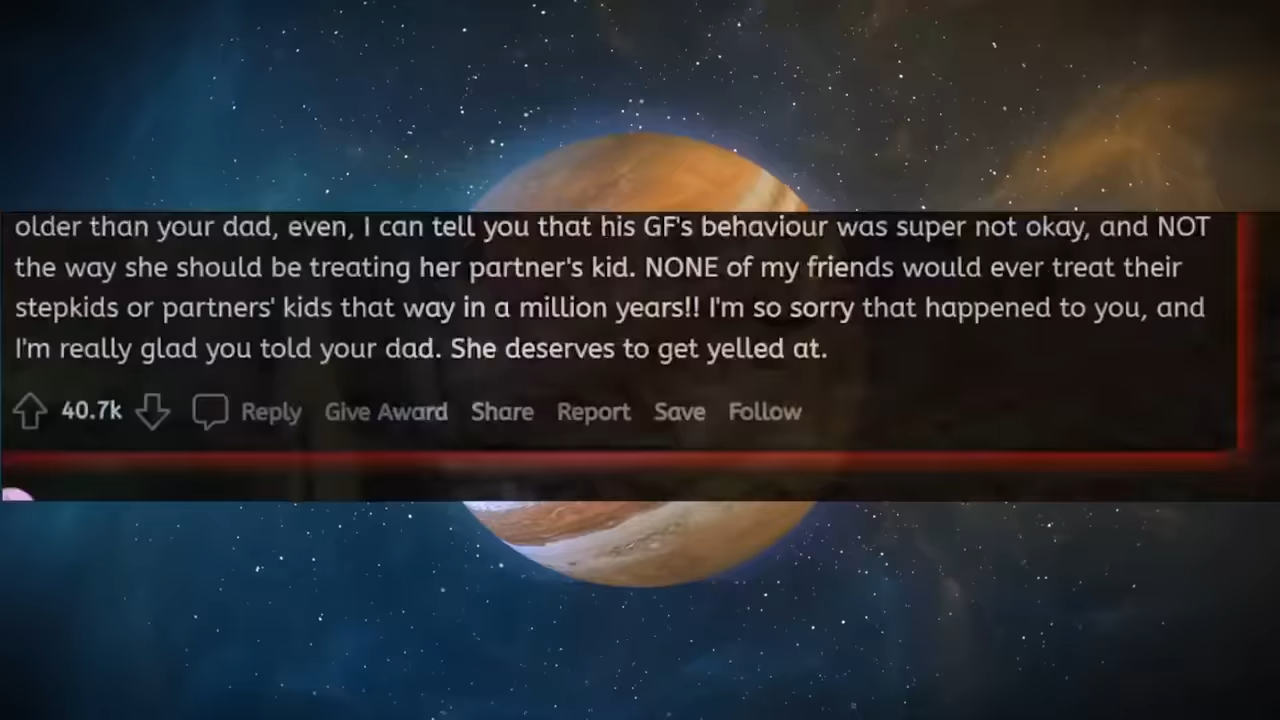 older than your dad, even, I can tell you that his GF's behaviour was super not okay, and NOT
the way she should be treating her partner's kid. NONE of my friends would ever treat their
stepkids or partners' kids that way in a million years!! I'm so sorry that happened to you, and
I'm really glad you told your dad. She deserves to get yelled at.
40.7k Reply Give Award Share Report Save Follow